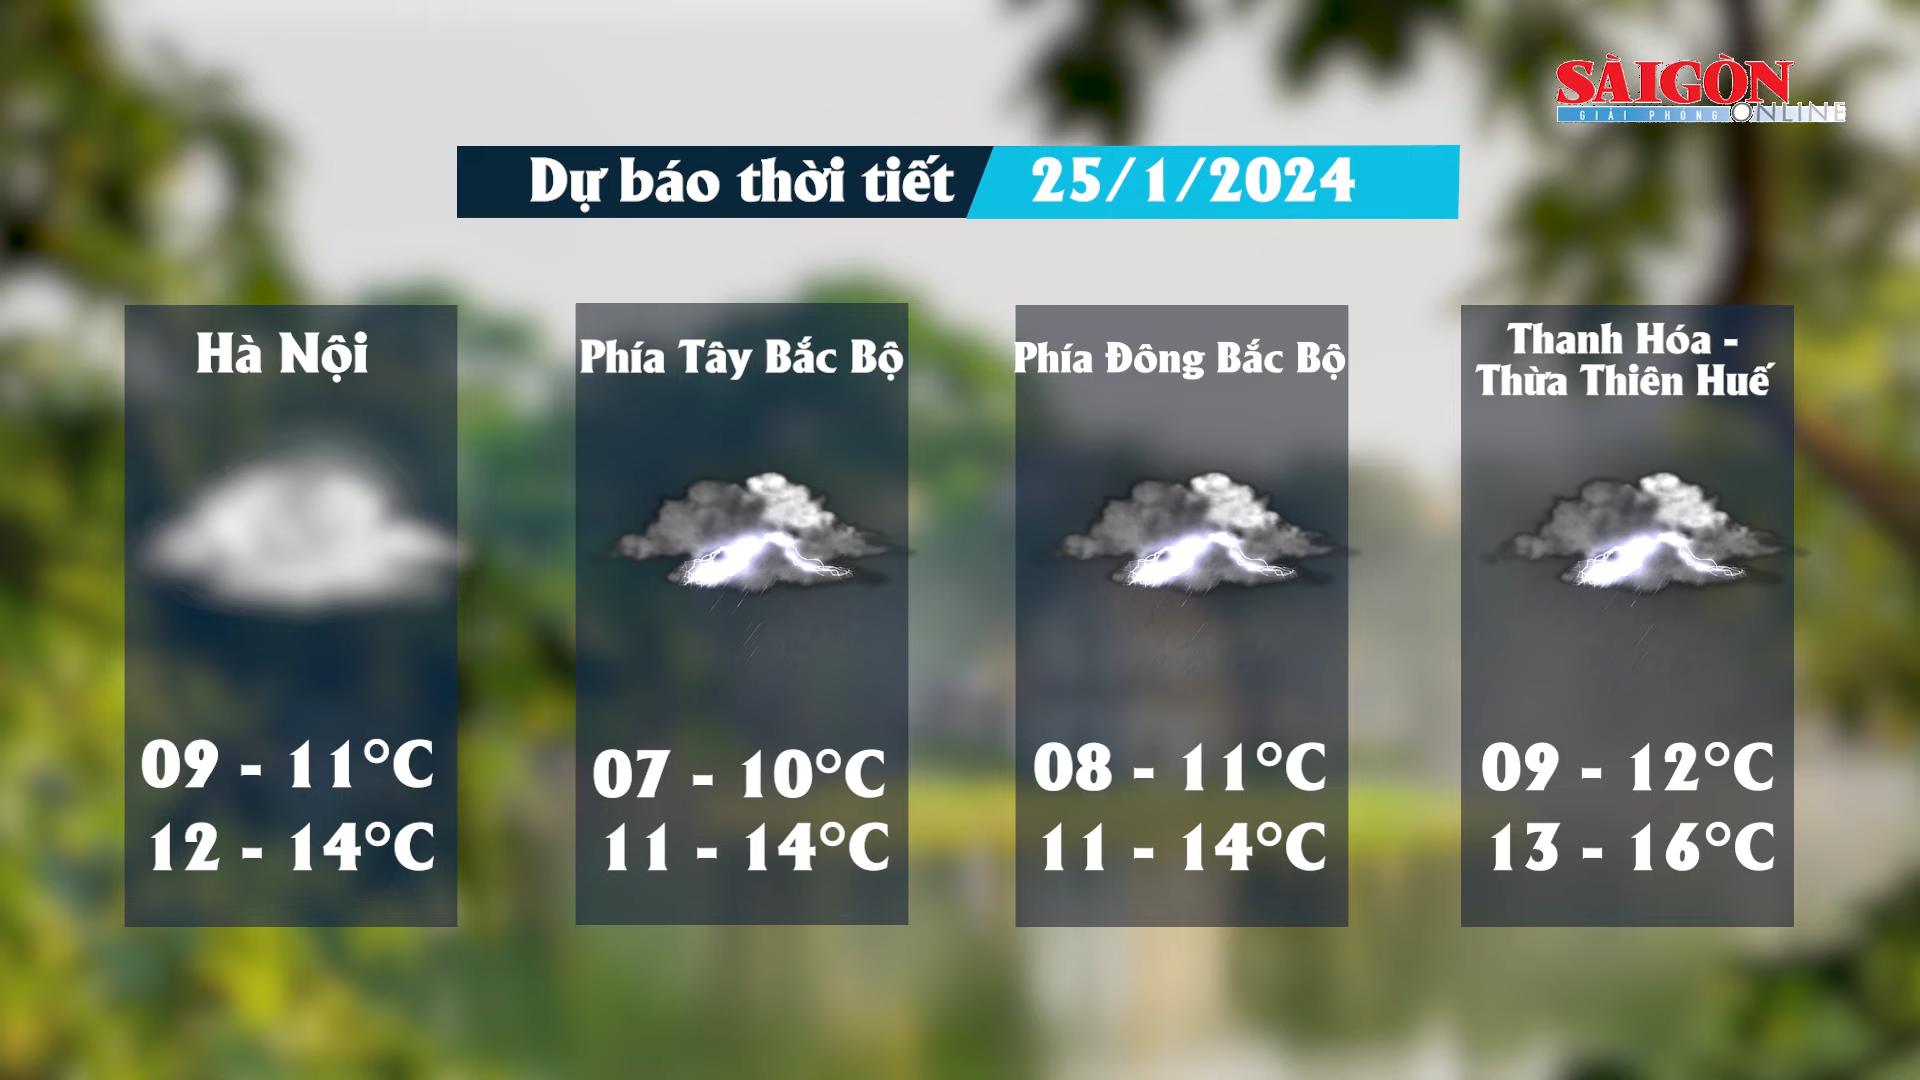 SÀIGÒN
GIẢI PHÓNG ONLINE
Dự báo thời tiết 25/1/2024
Hà Nội
09 - 11°C
12 - 14°C
Phía Tây Bắc Bộ
07 - 10°C
11 - 14°C
Phía Đông Bắc Bộ
08 - 11°C
11 - 14°C
Thanh Hóa -
Thừa Thiên Huế
09 - 12°C
13 - 16°C